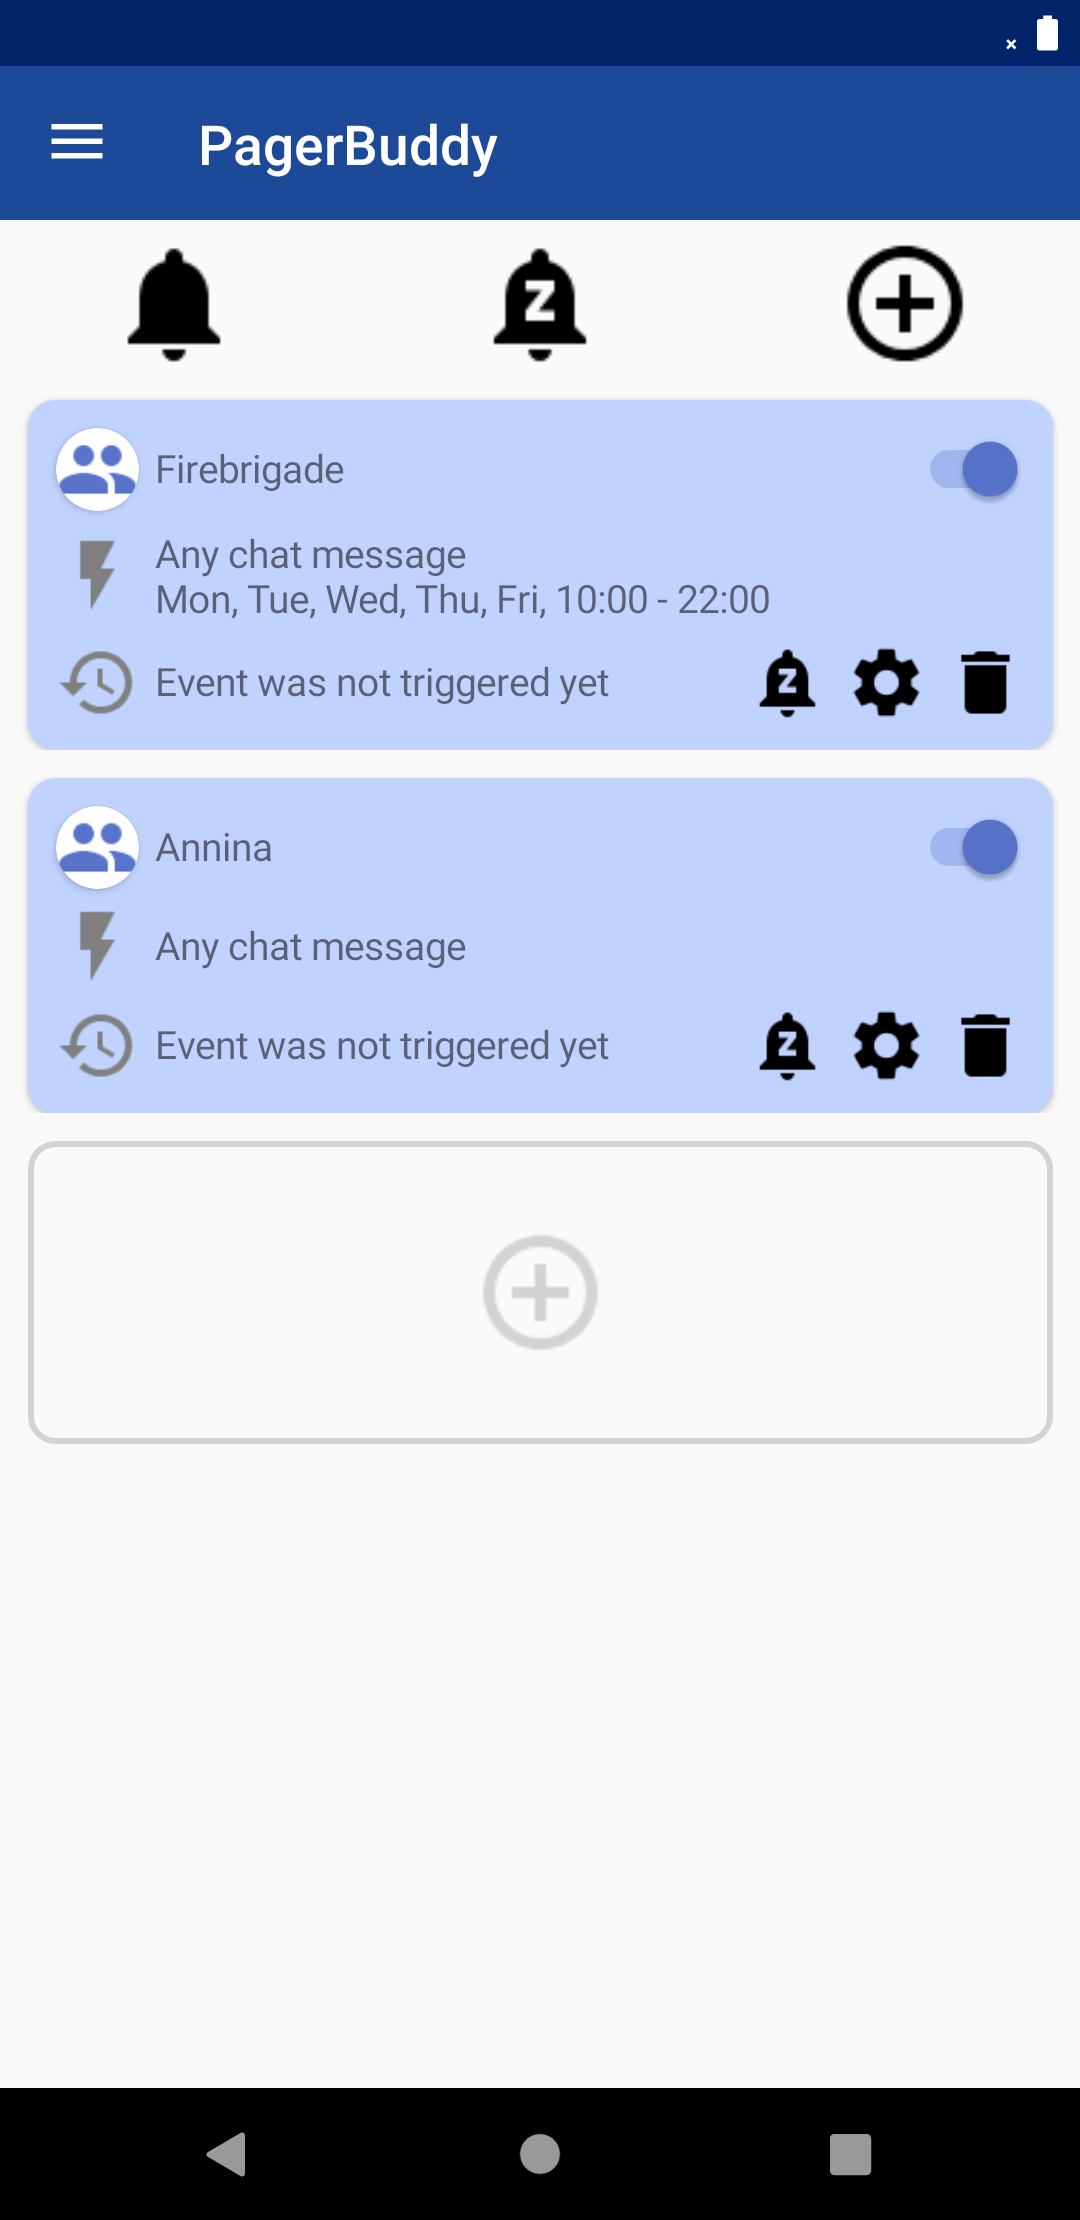 PagerBuddy
Firebrigade
Any chat message
Mon, Tue, Wed, Thu, Fri, 10:00 - 22:00
Event was not triggered yet
Annina
Any chat message
Event was not triggered yet